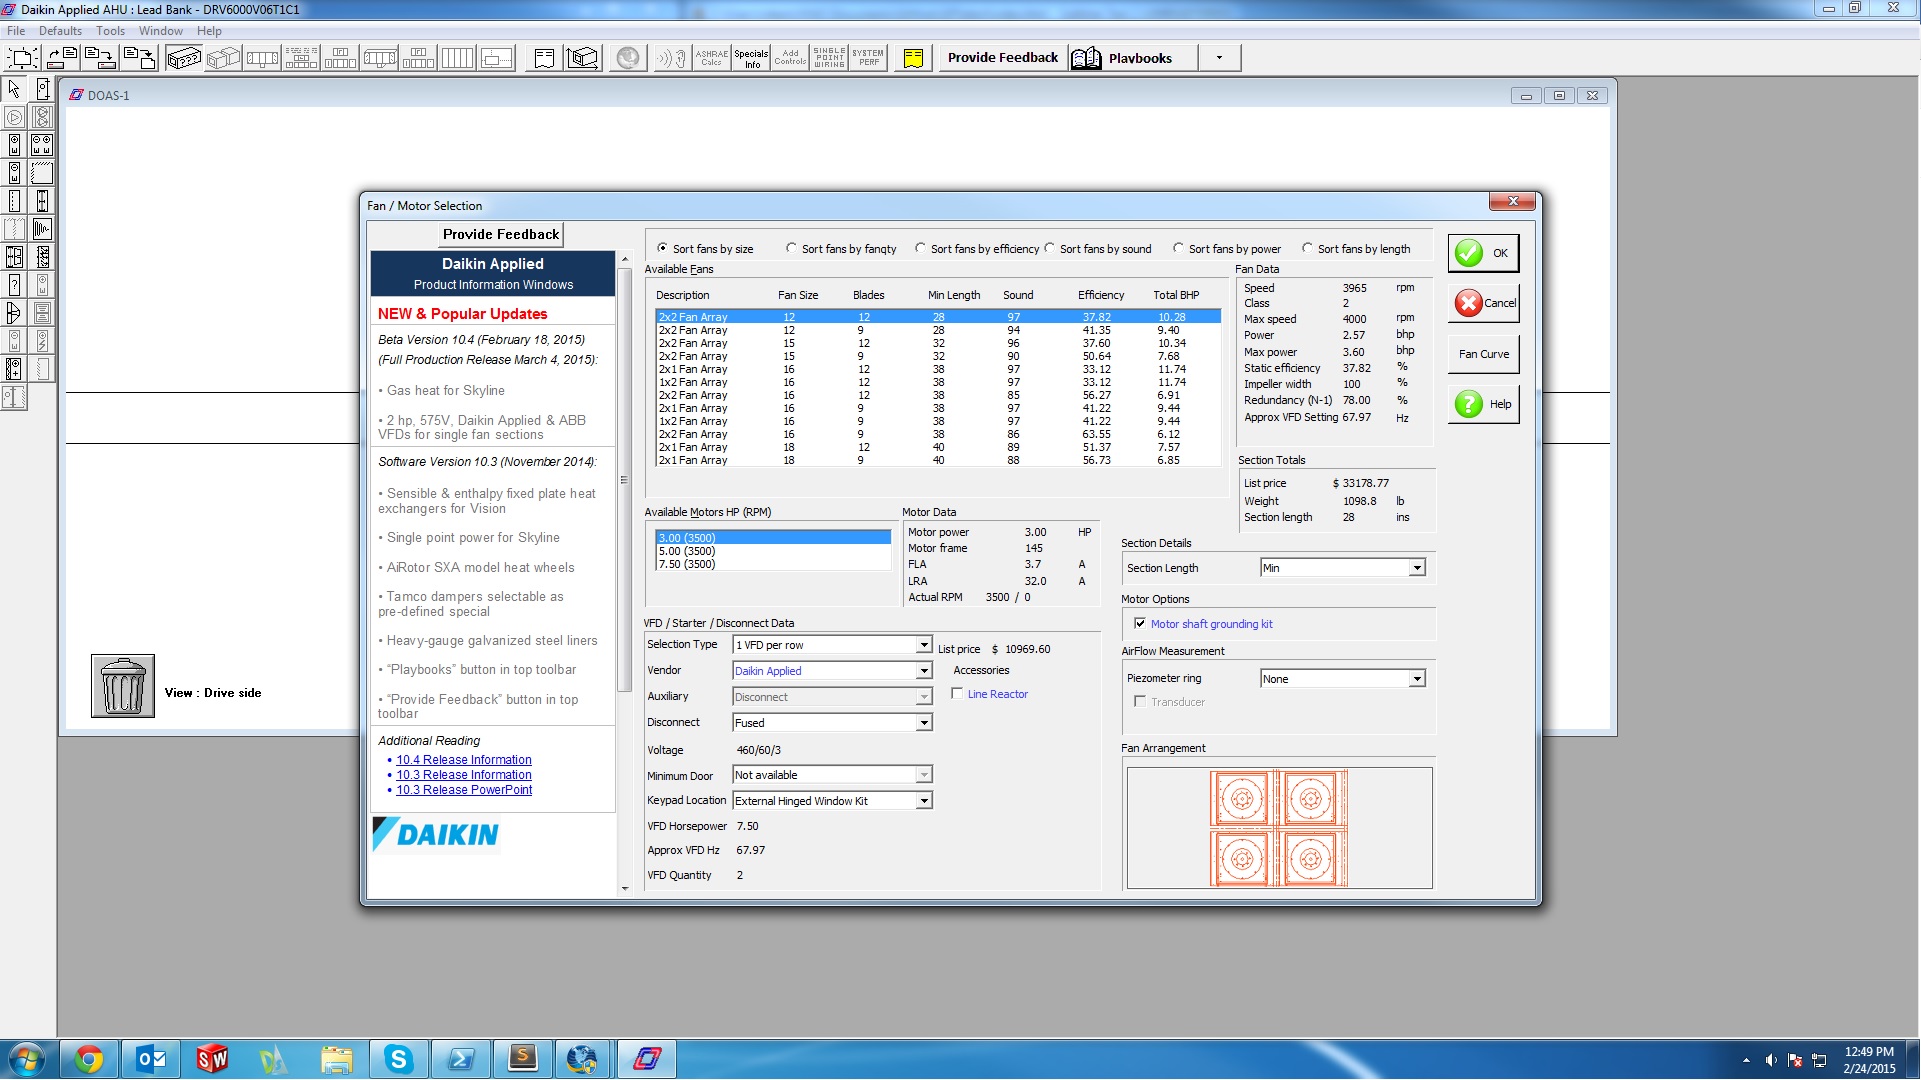 Daikin Applied AHU : Lead Bank - DRV6000V06T1C1
File Defaults Tools Window Help
ASHRAE Calcs
Specials Info
Add Controls
SINGLE POINT WIRING
SYSTEM PERF
Provide Feedback
Playbooks
DOAS-1
View : Drive side
Fan / Motor Selection
Provide Feedback
Daikin Applied
Product Information Windows
NEW & Popular Updates
Beta Version 10.4 (February 18, 2015)
(Full Production Release March 4, 2015):
• Gas heat for Skyline
• 2 hp, 575V, Daikin Applied & ABB
VFDs for single fan sections
Software Version 10.3 (November 2014):
• Sensible & enthalpy fixed plate heat
exchangers for Vision
• Single point power for Skyline
• AiRotor SXA model heat wheels
• Tamco dampers selectable as
pre-defined special
• Heavy-gauge galvanized steel liners
• “Playbooks” button in top toolbar
• “Provide Feedback” button in top
toolbar
Additional Reading
• 10.4 Release Information
• 10.3 Release Information
• 10.3 Release PowerPoint
DAIKIN
Sort fans by size Sort fans by fanqty Sort fans by efficiency Sort fans by sound Sort fans by power Sort fans by length
Available Fans
Description Fan Size Blades Min Length Sound Efficiency Total BHP
2x2 Fan Array 12 12 28 97 37.82 10.28
2x2 Fan Array 12 9 28 94 41.35 9.40
2x2 Fan Array 15 12 32 96 37.60 10.34
2x2 Fan Array 15 9 32 90 50.64 7.68
2x1 Fan Array 16 12 38 97 33.12 11.74
1x2 Fan Array 16 12 38 97 33.12 11.74
2x2 Fan Array 16 12 38 85 56.27 6.91
2x1 Fan Array 16 9 38 97 41.22 9.44
1x2 Fan Array 16 9 38 97 41.22 9.44
2x2 Fan Array 16 9 38 86 63.55 6.12
2x1 Fan Array 18 12 40 89 51.37 7.57
2x1 Fan Array 18 9 40 88 56.73 6.85
Fan Data
Speed 3965 rpm
Class 2
Max speed 4000 rpm
Power 2.57 bhp
Max power 3.60 bhp
Static efficiency 37.82 %
Impeller width 100 %
Redundancy (N-1) 78.00 %
Approx VFD Setting 67.97 Hz
OK
Cancel
Fan Curve
Help
Section Totals
List price $ 33178.77
Weight 1098.8 lb
Section length 28 ins
Available Motors HP (RPM)
3.00 (3500)
5.00 (3500)
7.50 (3500)
Motor Data
Motor power 3.00 HP
Motor frame 145
FLA 3.7 A
LRA 32.0 A
Actual RPM 3500 / 0
Section Details
Section Length Min
Motor Options
Motor shaft grounding kit
AirFlow Measurement
Piezometer ring None
Transducer
Fan Arrangement
VFD / Starter / Disconnect Data
Selection Type 1 VFD per row
List price $ 10969.60
Vendor Daikin Applied
Accessories
Auxiliary Disconnect
Line Reactor
Disconnect Fused
Voltage 460/60/3
Minimum Door Not available
Keypad Location External Hinged Window Kit
VFD Horsepower 7.50
Approx VFD Hz 67.97
VFD Quantity 2
12:49 PM
2/24/2015